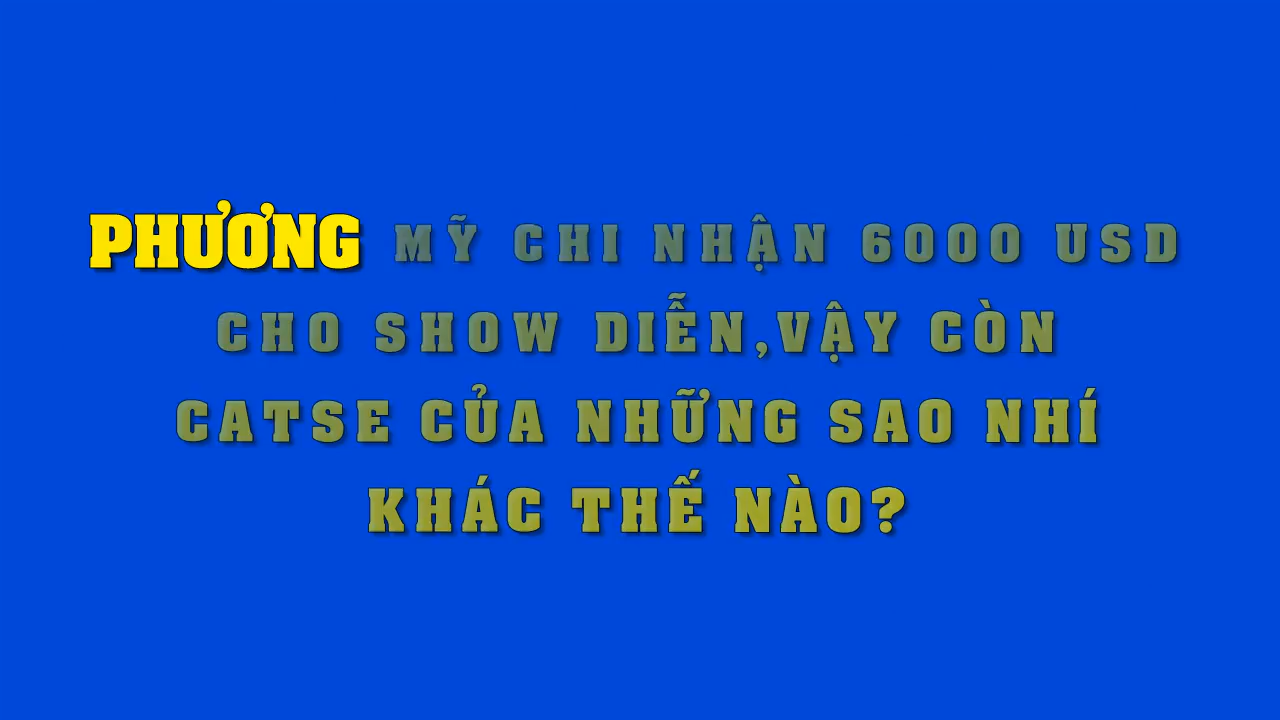 PHƯƠNG MỸ CHI NHẬN 6000 USD
CHO SHOW DIỄN,VẬY CÒN
CATSE CỦA NHỮNG SAO NHÍ
KHÁC THẾ NÀO?